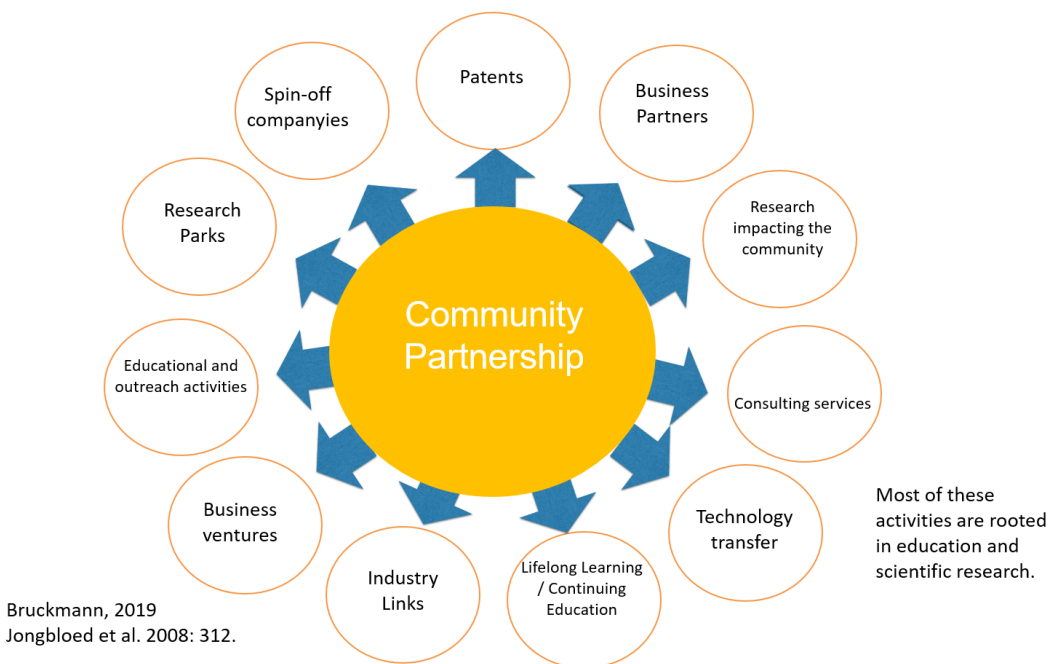 Patents
Business
Partners
Research
impacting the
community
Consulting services
Technology
transfer
Lifelong Learning
/ Continuing
Education
Industry
Links
Business
ventures
Educational and
outreach activities
Research
Parks
Spin-off
companyies
Community
Partnership
Most of these
activities are rooted
in education and
scientific research.
Bruckmann, 2019
Jongbloed et al. 2008: 312.